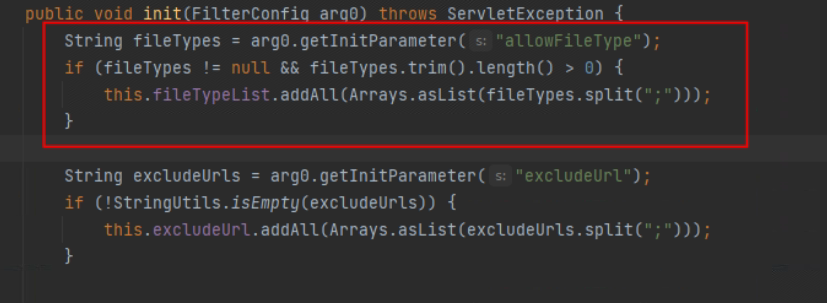 public void init(FilterConfig arg0) throws ServletException {
String fileTypes = arg0.getInitParameter( s: "allowFileType");
if (fileTypes != null && fileTypes.trim().length() > 0) {
this.fileTypeList.addAll(Arrays.asList(fileTypes.split(";")));
}
String excludeUrls = arg0.getInitParameter( s: "excludeUrl");
if (!StringUtils.isEmpty(excludeUrls)) {
this.excludeUrl.addAll(Arrays.asList(excludeUrls.split(";")));
}